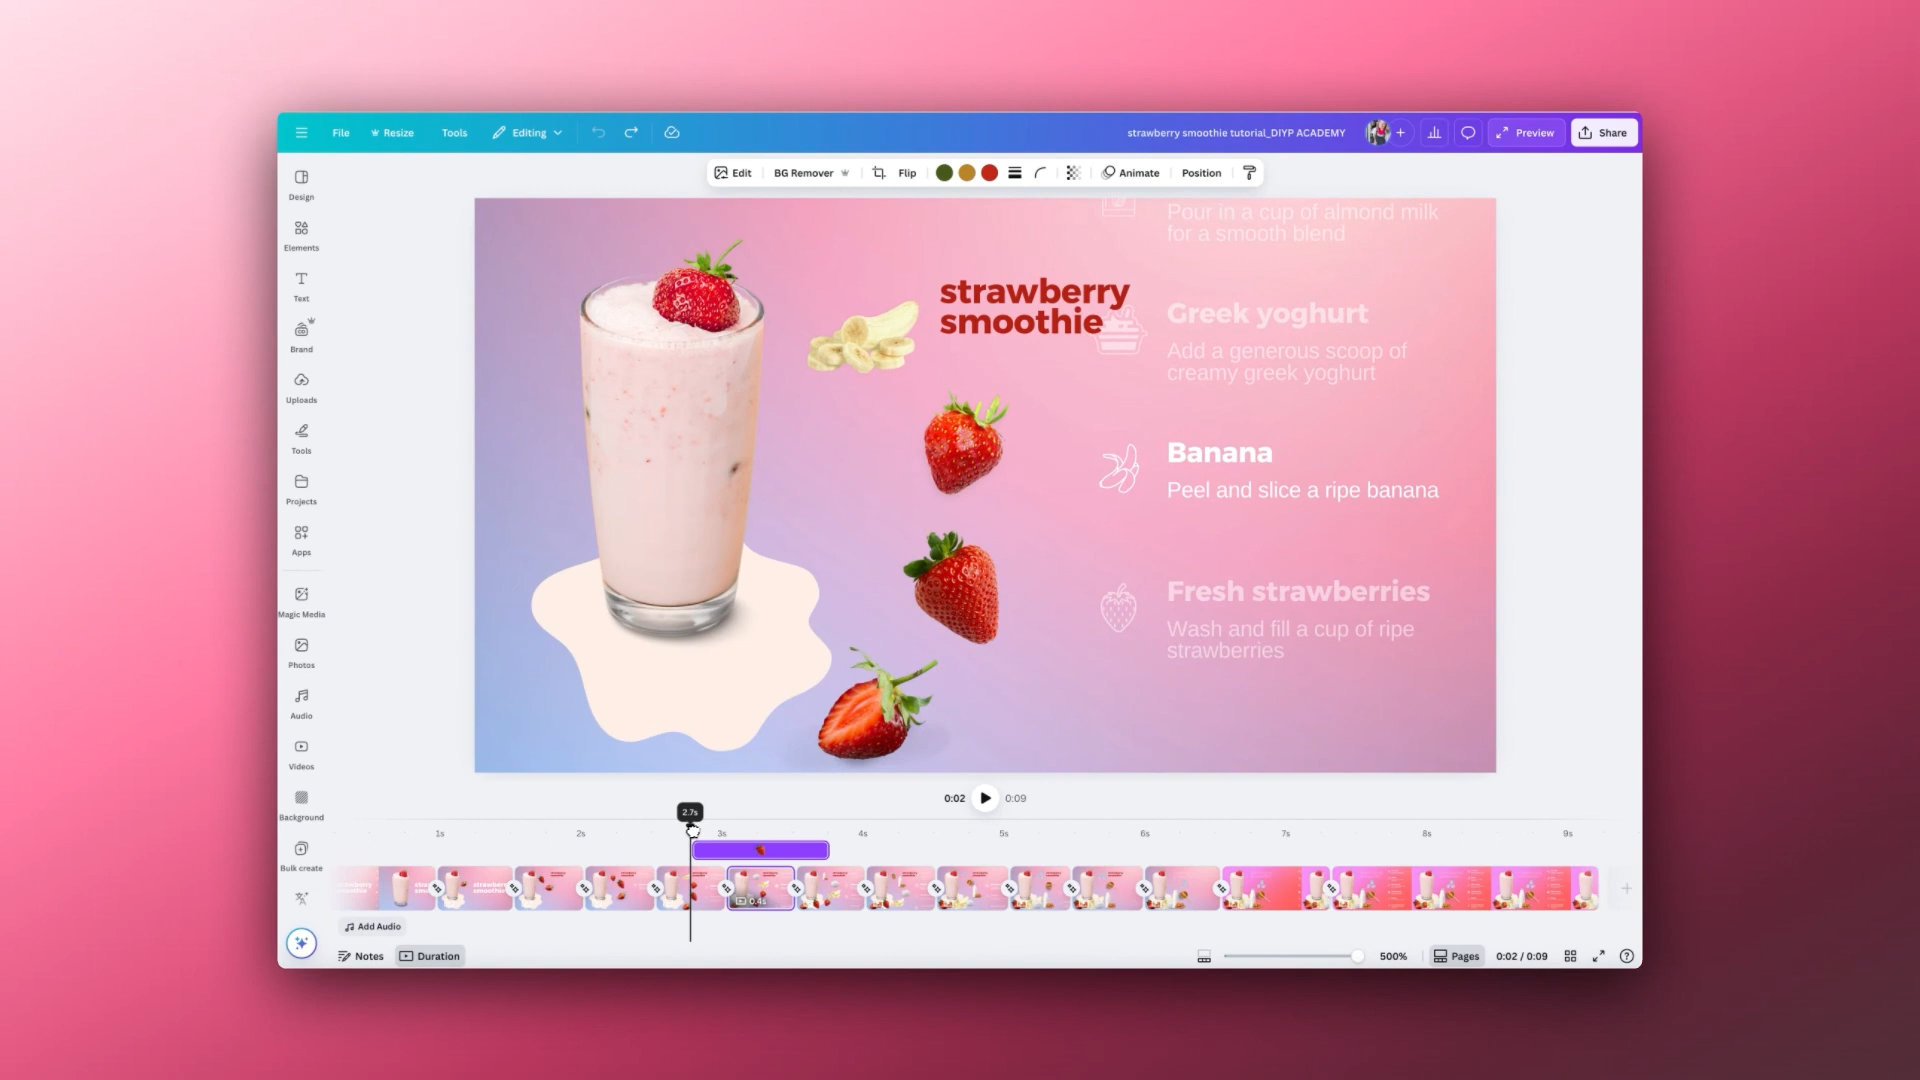 File
Resize
Tools
Editing
strawberry smoothie tutorial_DIYP ACADEMY
Preview
Share
Edit
BG Remover
Flip
Animate
Position
Design
Elements
Text
Brand
Uploads
Tools
Projects
Apps
Magic Media
Photos
Audio
Videos
Background
Bulk create
strawberry
smoothie
Pour in a cup of almond milk
for a smooth blend
Greek yoghurt
Add a generous scoop of
creamy greek yoghurt
Banana
Peel and slice a ripe banana
Fresh strawberries
Wash and fill a cup of ripe
strawberries
0:02
0:09
2.7s
1s
2s
3s
4s
5s
6s
7s
8s
9s
0.4s
Add Audio
Notes
Duration
500%
Pages
0:02 / 0:09